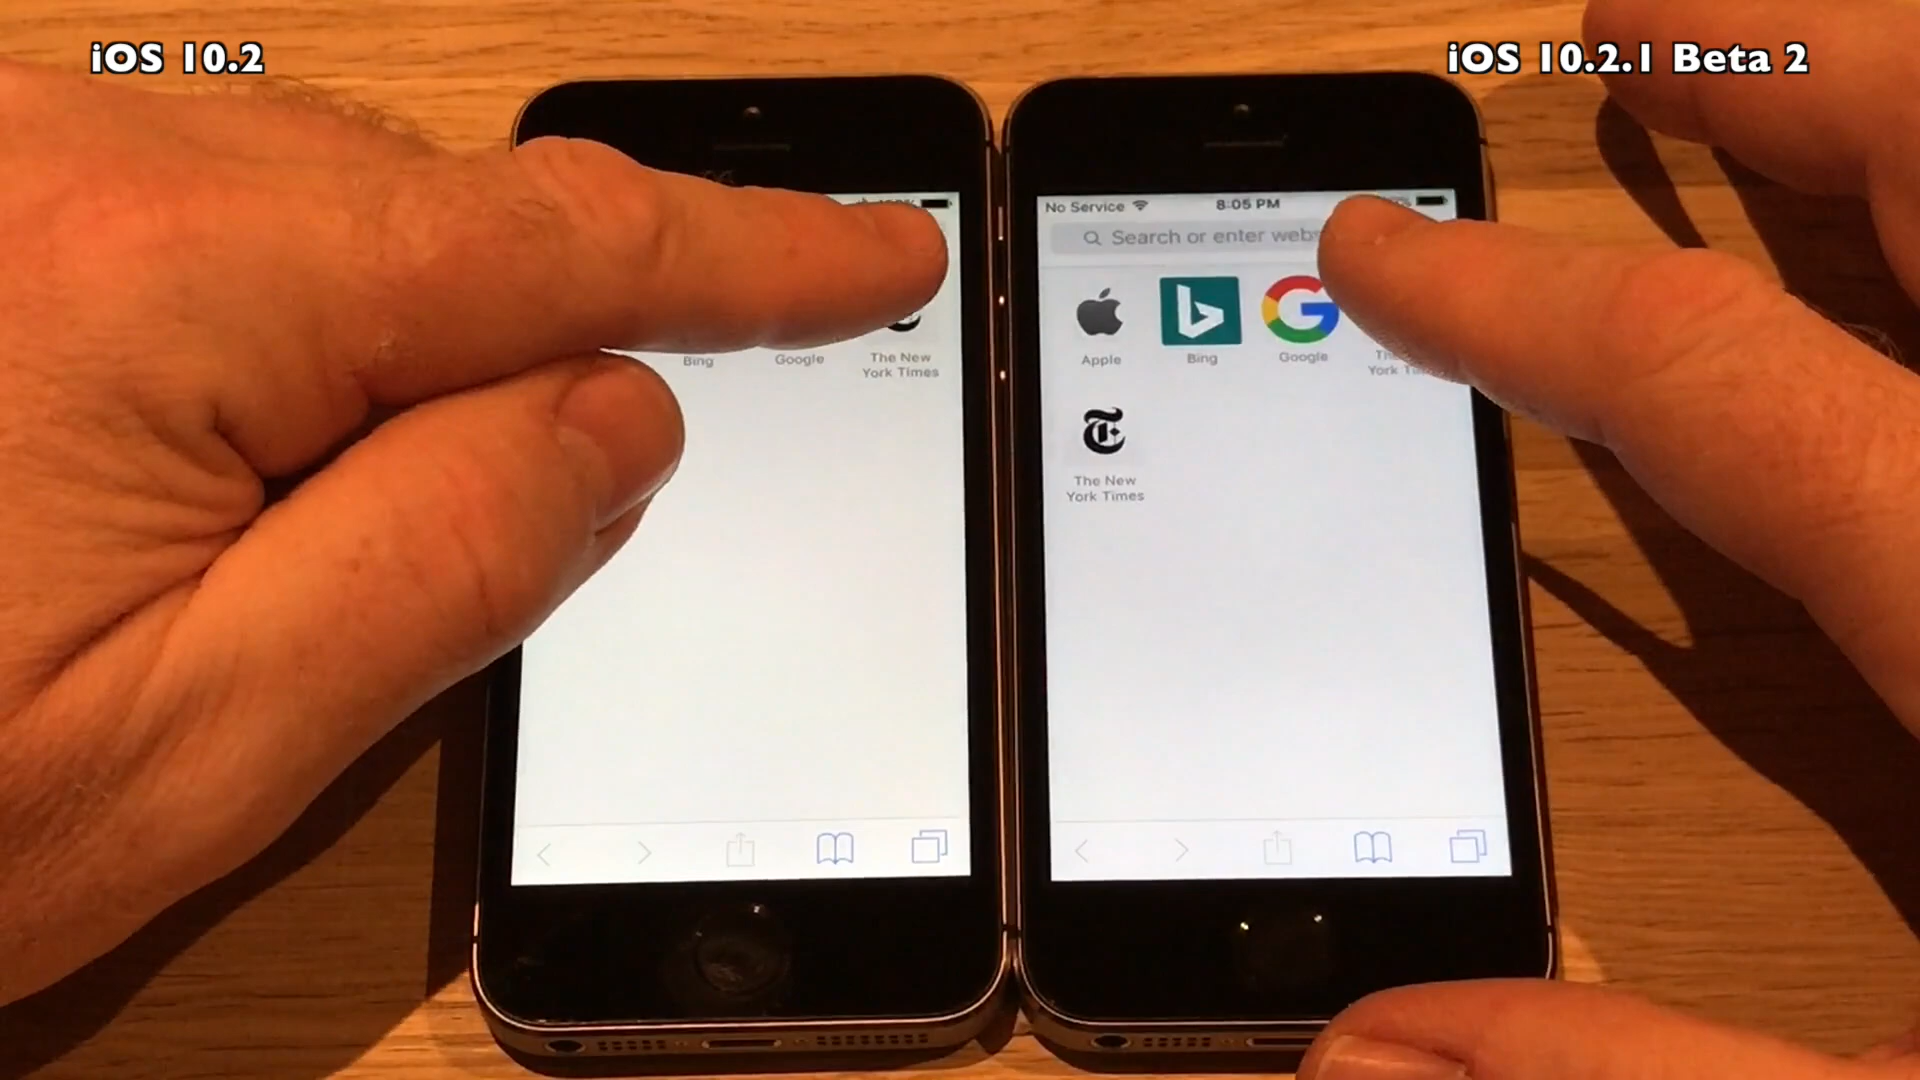 iOS 10.2
iOS 10.2.1 Beta 2
No Service
8:05 PM
Search or enter
Bing
Google
The New
York Times
Apple
Bing
Google
York
The New
York Times